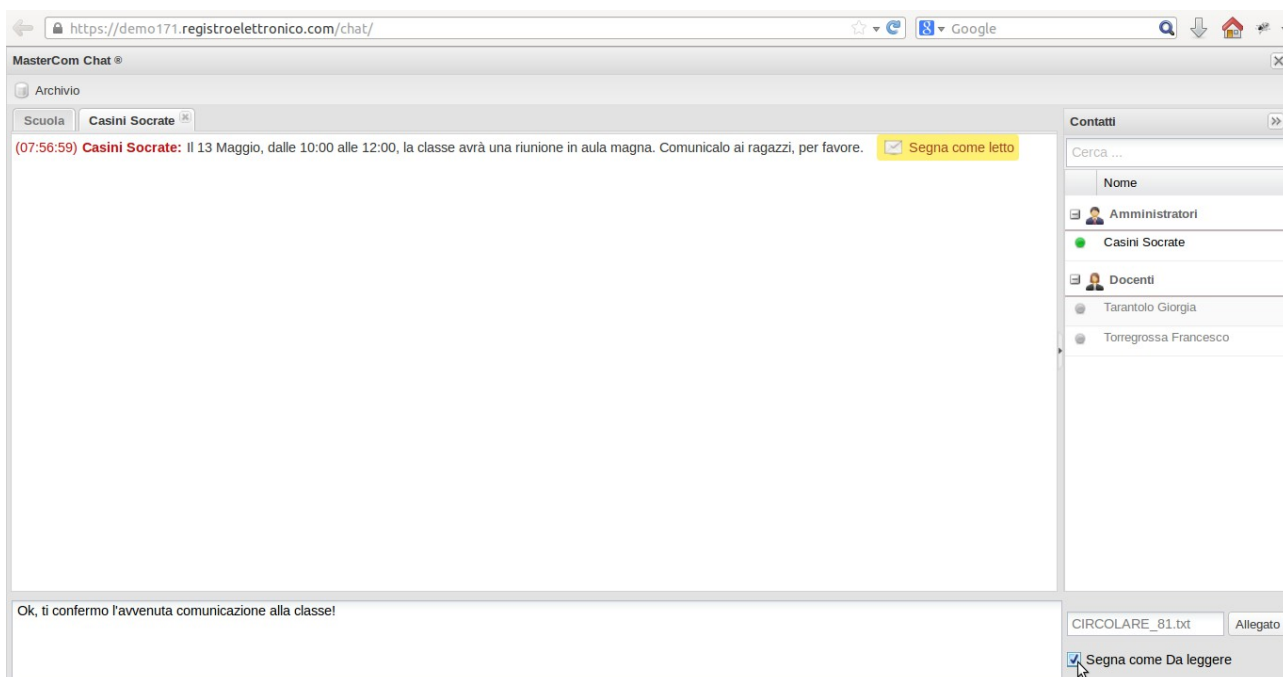 https://demo171.registroelettronico.com/chat/
Google
MasterCom Chat ®
Archivio
Scuola
Casini Socrate
(07:56:59) Casini Socrate: Il 13 Maggio, dalle 10:00 alle 12:00, la classe avrà una riunione in aula magna. Comunicalo ai ragazzi, per favore. Segna come letto
Contatti
Cerca ...
Nome
Amministratori
Casini Socrate
Docenti
Tarantolo Giorgia
Torregrossa Francesco
Ok, ti confermo l'avvenuta comunicazione alla classe!
CIRCOLARE_81.txt
Allegato
Segna come Da leggere